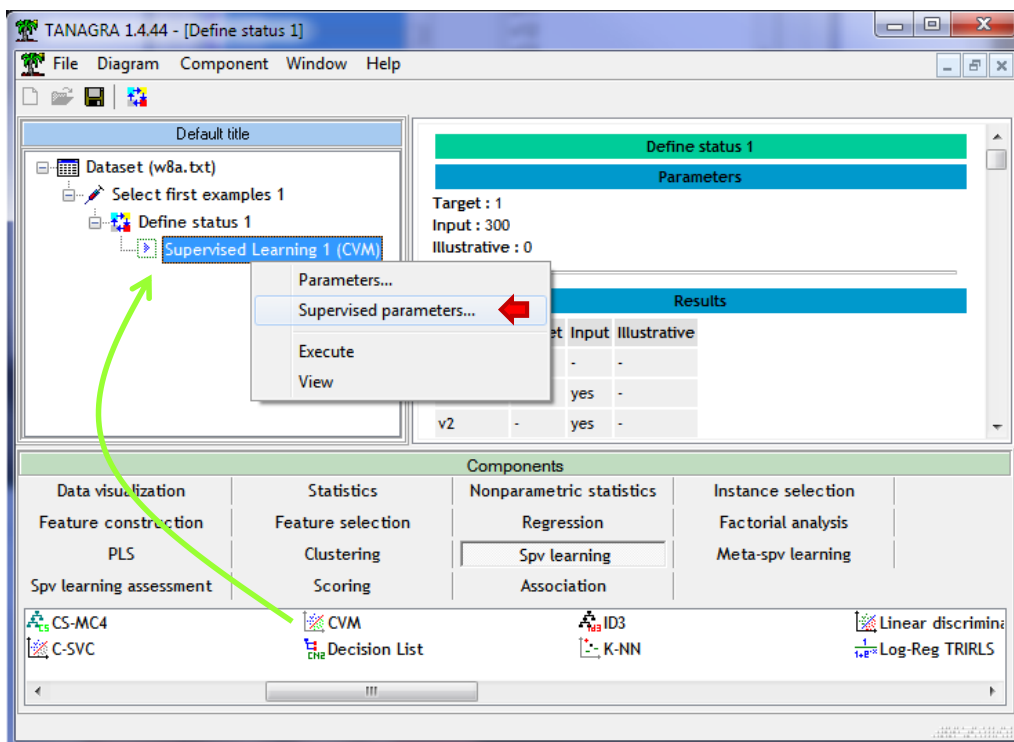 TANAGRA 1.4.44 - [Define status 1]
File Diagram Component Window Help
Default title
Dataset (w8a.txt)
Select first examples 1
Define status 1
Supervised Learning 1 (CVM)
Parameters...
Supervised parameters...
Execute
View
Define status 1
Parameters
Target : 1
Input : 300
Illustrative : 0
Results
et Input Illustrative
- -
yes -
v2 - yes -
Components
Data visualization Statistics Nonparametric statistics Instance selection
Feature construction Feature selection Regression Factorial analysis
PLS Clustering Spv learning Meta-spv learning
Spv learning assessment Scoring Association
CS-MC4 CVM ID3 Linear discrimina
C-SVC Decision List K-NN Log-Reg TRIRLS